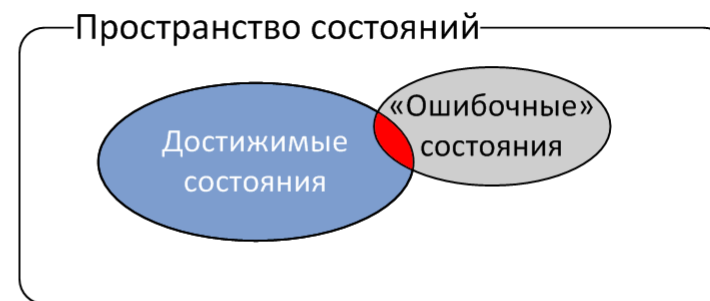 Пространство состояний
«Ошибочные»
состояния
Достижимые
состояния